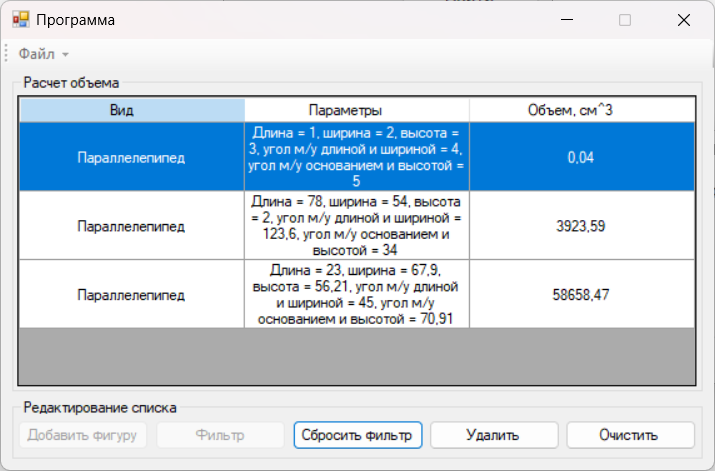 Программа
Файл
Расчет объема
Вид
Параметры
Объем, см^3
Параллелепипед
Длина = 1, ширина = 2, высота =
3, угол м/у длиной и шириной = 4,
угол м/у основанием и высотой =
5
0,04
Параллелепипед
Длина = 78, ширина = 54, высота
= 2, угол м/у длиной и шириной =
123,6, угол м/у основанием и
высотой = 34
3923,59
Параллелепипед
Длина = 23, ширина = 67,9,
высота = 56,21, угол м/у длиной
и шириной = 45, угол м/у
основанием и высотой = 70,91
58658,47
Редактирование списка
Добавить фигуру
Фильтр
Сбросить фильтр
Удалить
Очистить